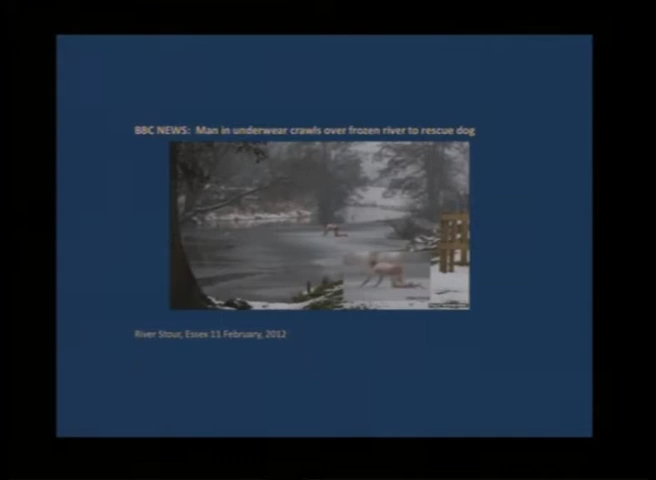 BBC NEWS: Man in underwear crawls over frozen river to rescue dog
River Stour, Essex 11 February, 2012